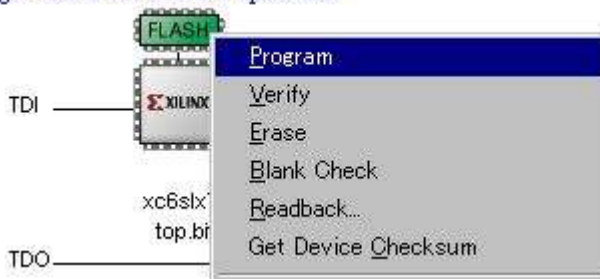 FLASH
Program
TDI
XILINX
Verify
Erase
Blank Check
xc6slx
Readback...
top.bi
Get Device Checksum
TDO